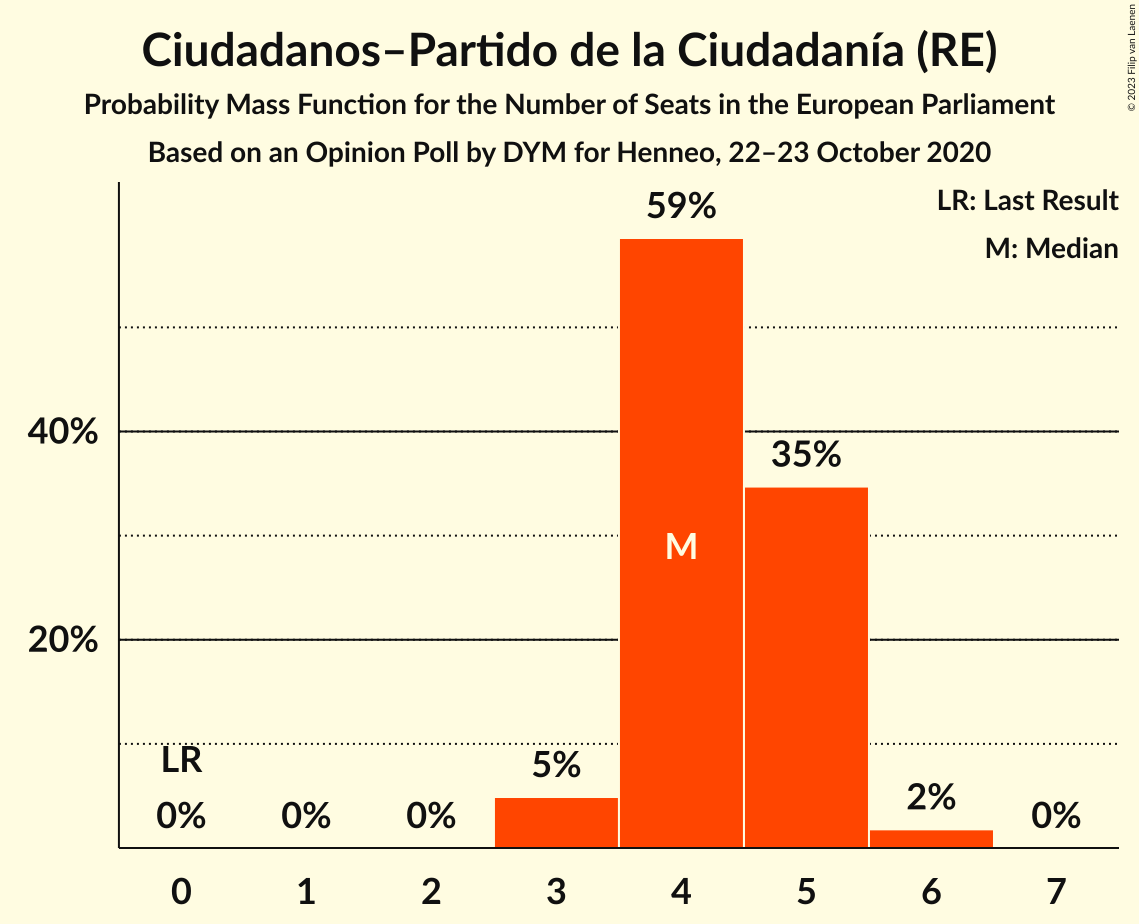 Ciudadanos–Partido de la Ciudadanía (RE)
Probability Mass Function for the Number of Seats in the European Parliament
Based on an Opinion Poll by DYM for Henneo, 22–23 October 2020
© 2023 Filip van Laenen
LR: Last Result
M: Median
59%
40%
35%
M
20%
LR
5%
2%
0% 0% 0% 0%
0 1 2 3 4 5 6 7